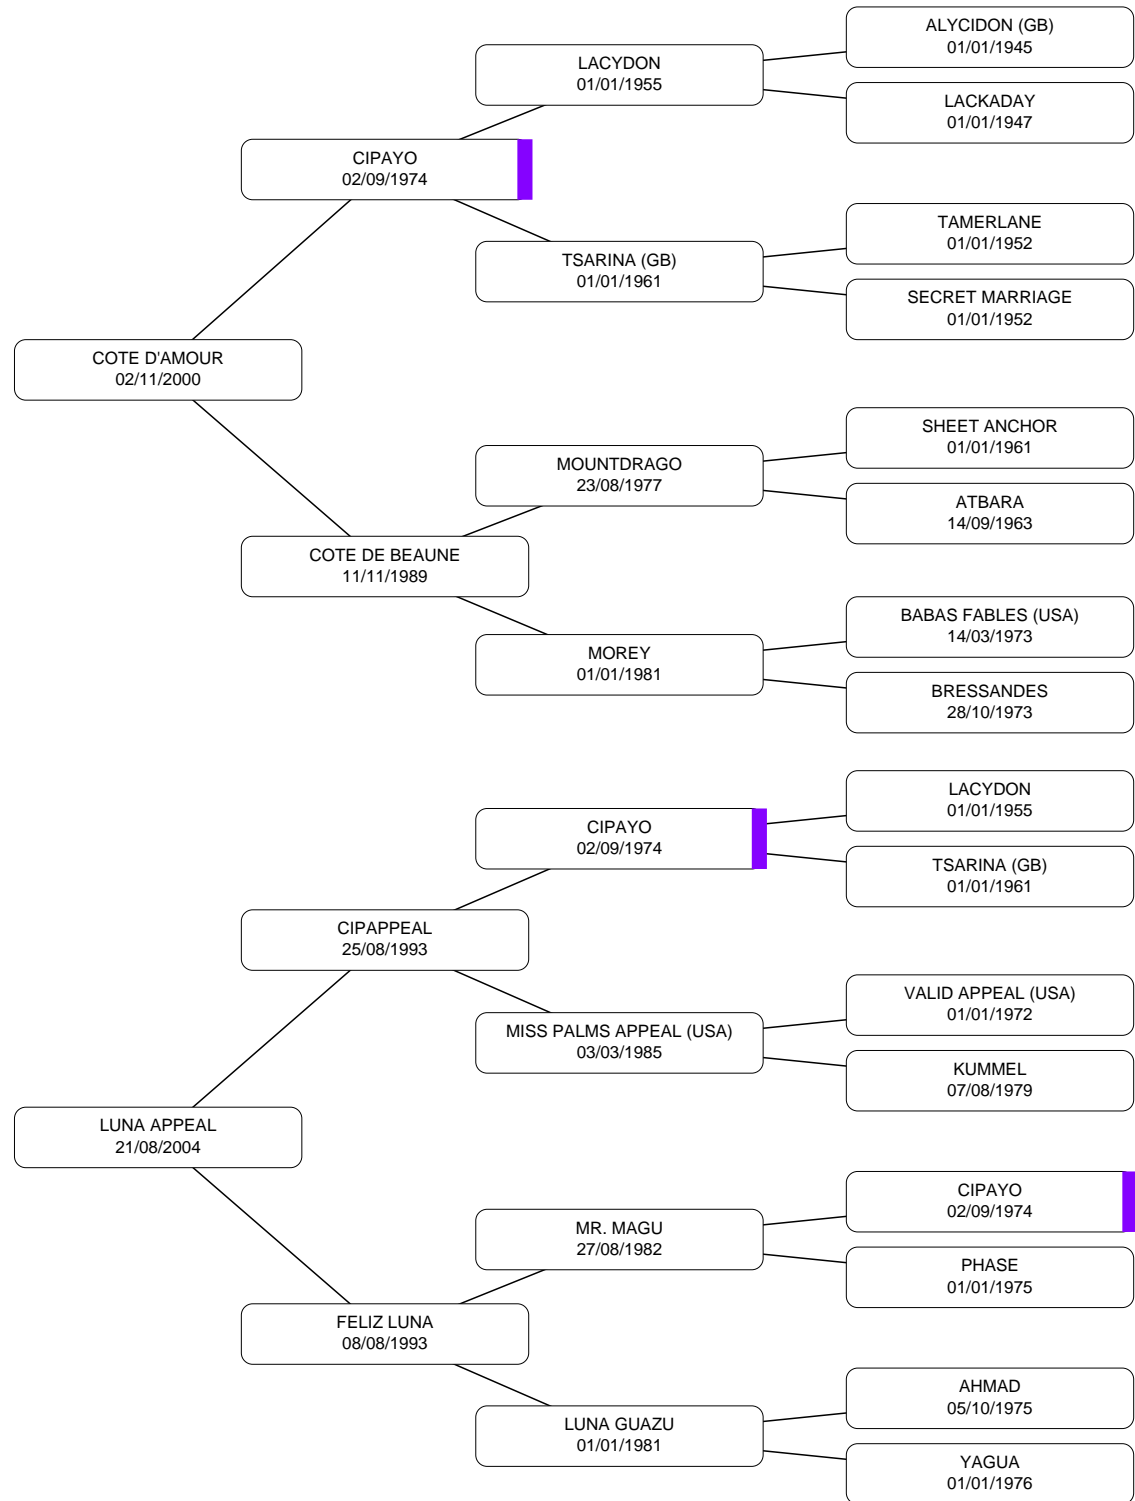 ALYCIDON (GB)
01/01/1945
LACYDON
01/01/1955
LACKADAY
01/01/1947
CIPAYO
02/09/1974
TAMERLANE
01/01/1952
TSARINA (GB)
01/01/1961
SECRET MARRIAGE
01/01/1952
COTE D'AMOUR
02/11/2000
SHEET ANCHOR
01/01/1961
MOUNTDRAGO
23/08/1977
ATBARA
14/09/1963
COTE DE BEAUNE
11/11/1989
BABAS FABLES (USA)
14/03/1973
MOREY
01/01/1981
BRESSANDES
28/10/1973
LACYDON
01/01/1955
CIPAYO
02/09/1974
TSARINA (GB)
01/01/1961
CIPAPPEAL
25/08/1993
VALID APPEAL (USA)
01/01/1972
MISS PALMS APPEAL (USA)
03/03/1985
KUMMEL
07/08/1979
LUNA APPEAL
21/08/2004
CIPAYO
02/09/1974
MR. MAGU
27/08/1982
PHASE
01/01/1975
FELIZ LUNA
08/08/1993
AHMAD
05/10/1975
LUNA GUAZU
01/01/1981
YAGUA
01/01/1976